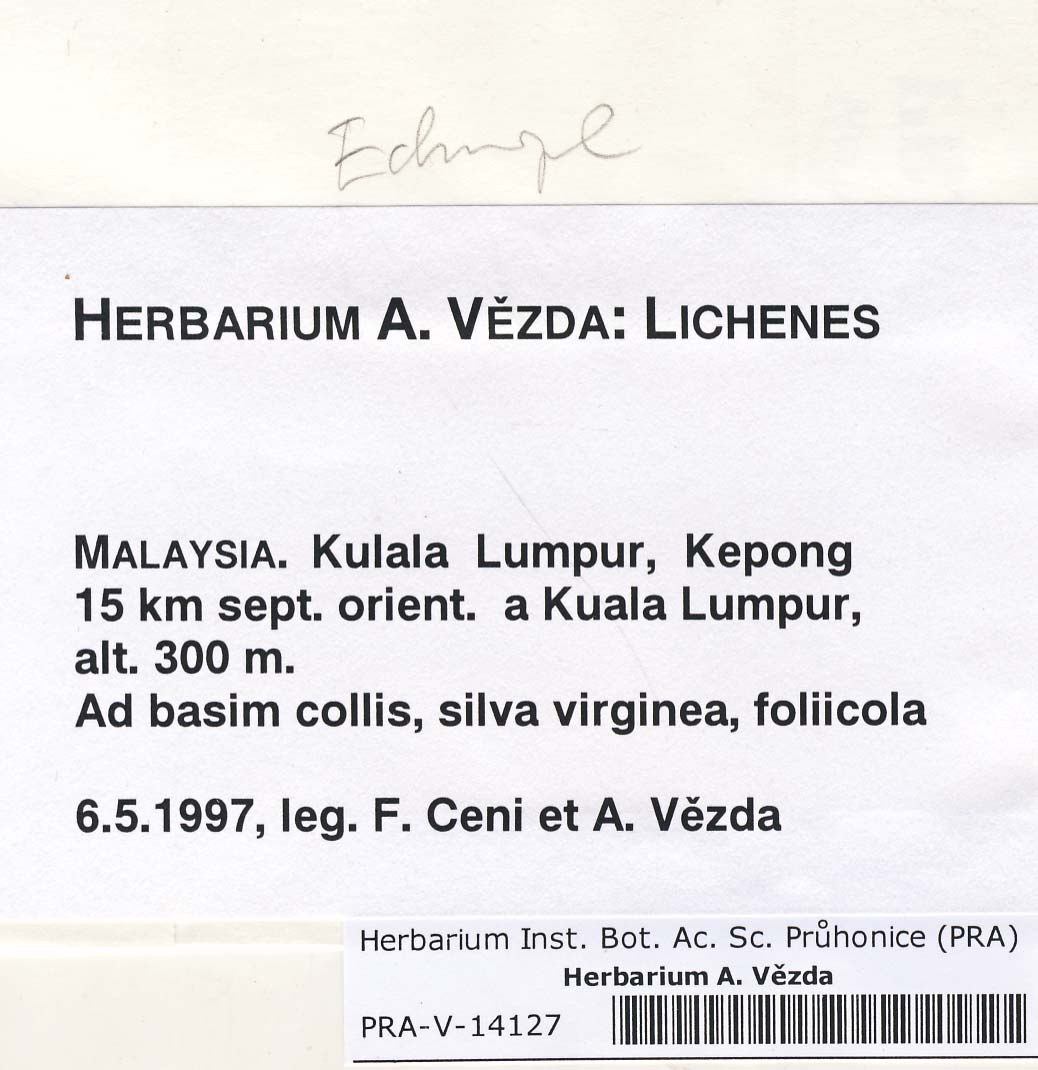 HERBARIUM A. VĚZDA: LICHENES
MALAYSIA. Kulala Lumpur, Kepong
15 km sept. orient. a Kuala Lumpur,
alt. 300 m.
Ad basim collis, silva virginea, foliicola
6.5.1997, leg. F. Ceni et A. Vězda
Herbarium Inst. Bot. Ac. Sc. Průhonice (PRA)
Herbarium A. Vězda
PRA-V-14127